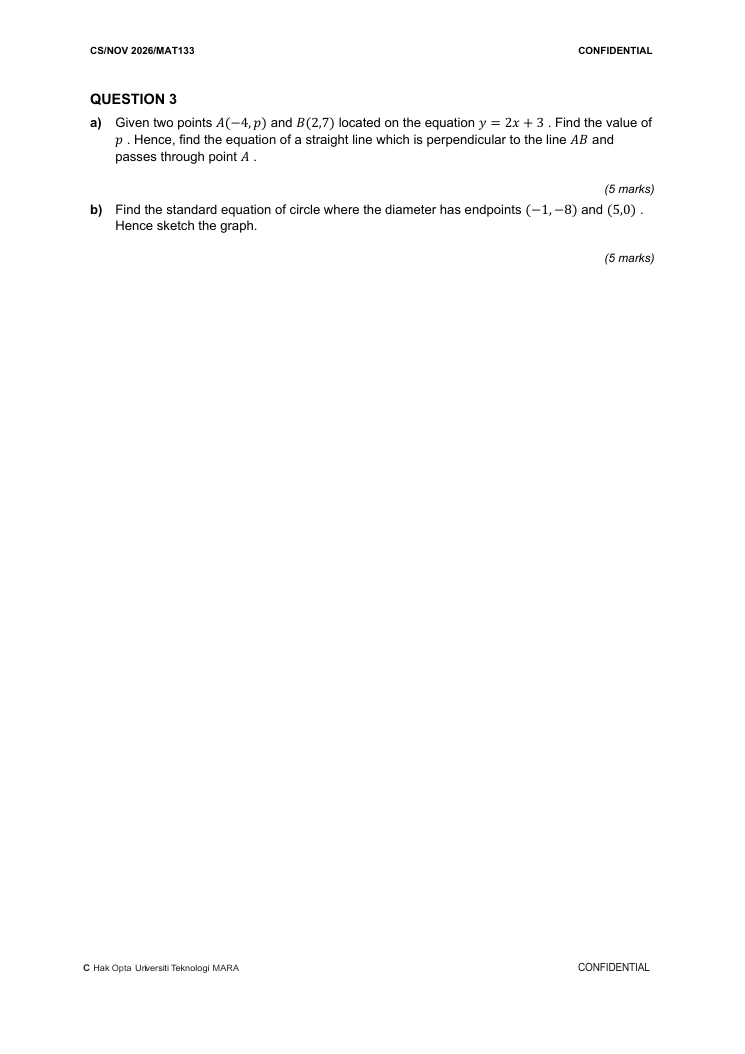 CS/NOV 2026/MAT133 CONFIDENTIAL
QUESTION 3
a) Given two points A(−4, p) and B(2,7) located on the equation y = 2x + 3 . Find the value of
p . Hence, find the equation of a straight line which is perpendicular to the line AB and
passes through point A .
(5 marks)
b) Find the standard equation of circle where the diameter has endpoints (−1, −8) and (5,0) .
Hence sketch the graph.
(5 marks)
C Hak Opta Universiti Teknologi MARA CONFIDENTIAL